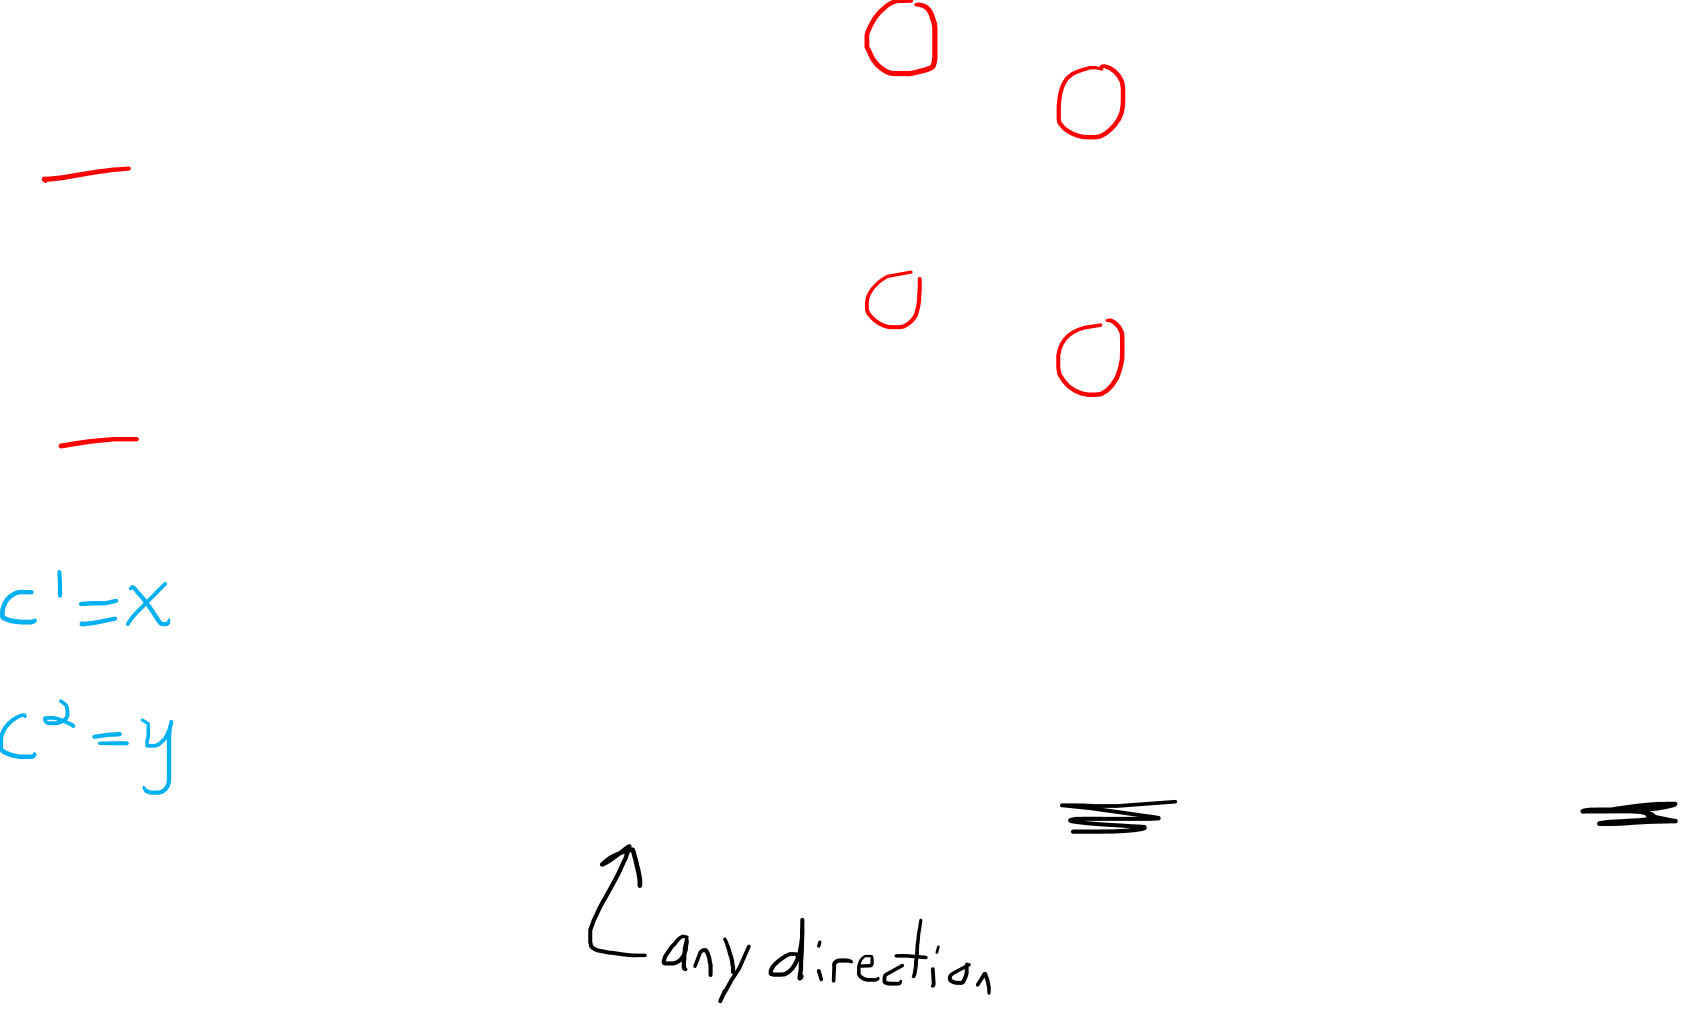 c¹=x
c²=y
any direction